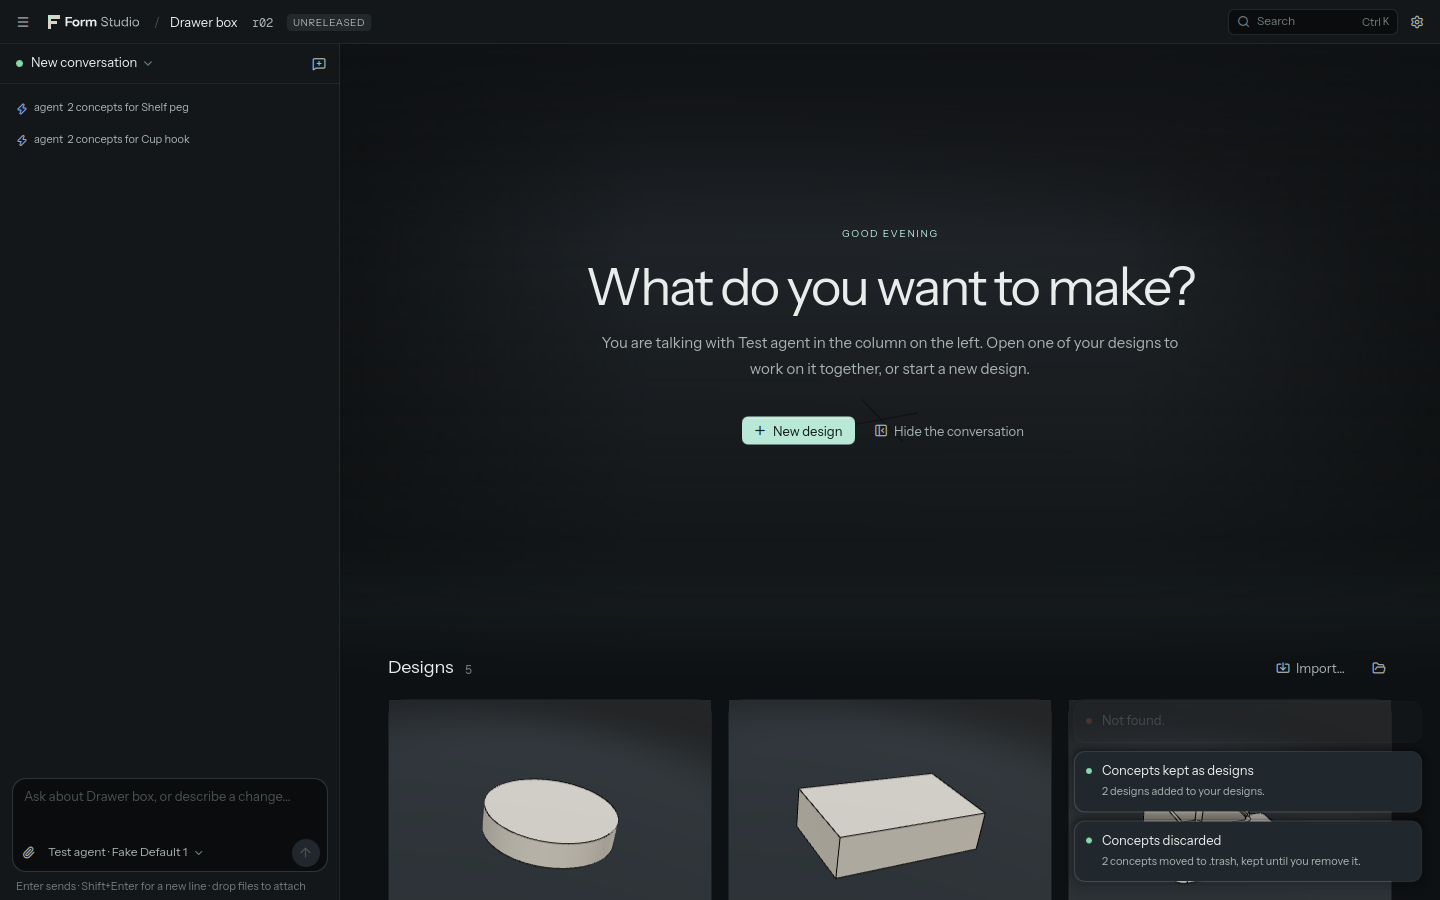 Form Studio / Drawer box r02 UNRELEASED
Search Ctrl K
New conversation
agent 2 concepts for Shelf peg
agent 2 concepts for Cup hook
GOOD EVENING
What do you want to make?
You are talking with Test agent in the column on the left. Open one of your designs to
work on it together, or start a new design.
New design
Hide the conversation
Designs 5
Import...
Not found.
Concepts kept as designs
2 designs added to your designs.
Concepts discarded
2 concepts moved to .trash, kept until you remove it.
Ask about Drawer box, or describe a change...
Test agent · Fake Default 1
Enter sends · Shift+Enter for a new line · drop files to attach